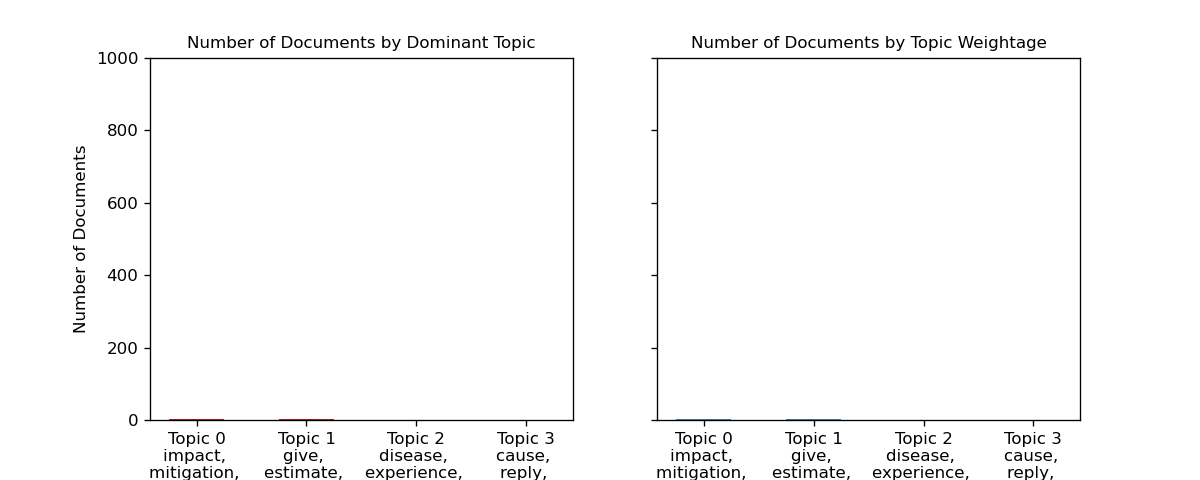 Number of Documents by Dominant Topic
Number of Documents
1000
800
600
400
200
0
Topic 0
impact,
mitigation,
Topic 1
give,
estimate,
Topic 2
disease,
experience,
Topic 3
cause,
reply,
Number of Documents by Topic Weightage
Topic 0
impact,
mitigation,
Topic 1
give,
estimate,
Topic 2
disease,
experience,
Topic 3
cause,
reply,